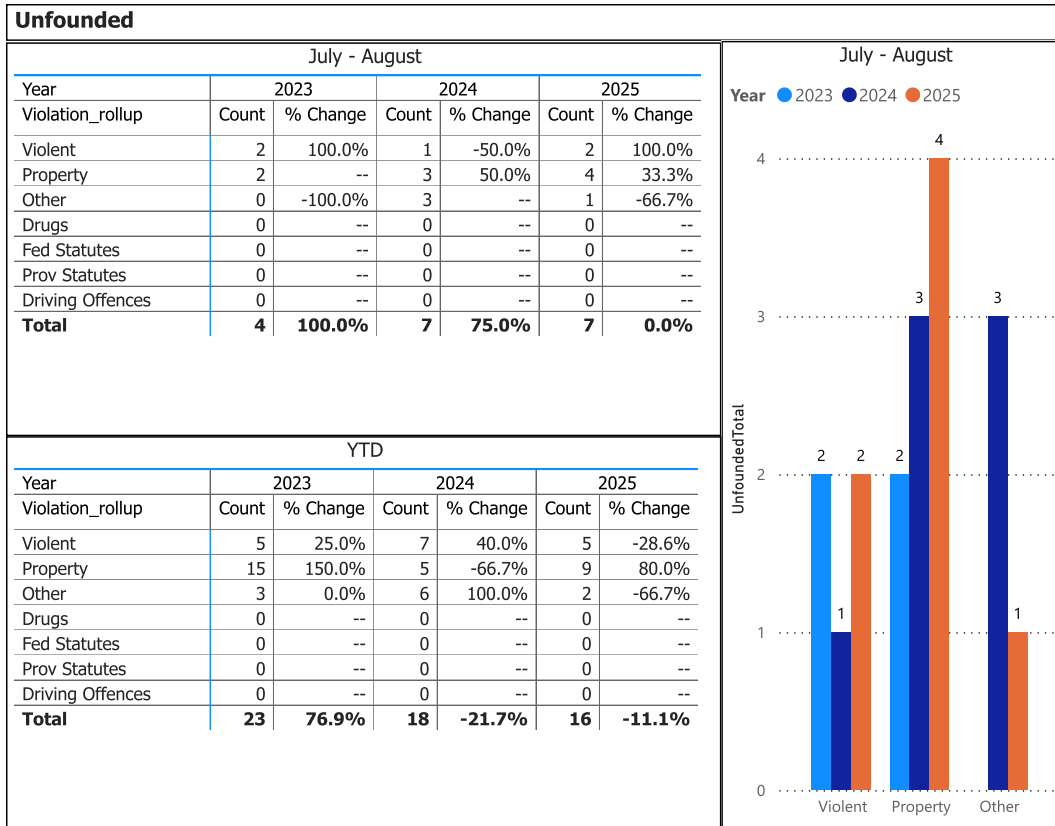 Unfounded
July - August
Year 2023 2024 2025
Violation_rollup Count % Change Count % Change Count % Change
Violent 2 100.0% 1 -50.0% 2 100.0%
Property 2 -- 3 50.0% 4 33.3%
Other 0 -100.0% 3 -- 1 -66.7%
Drugs 0 -- 0 -- 0 --
Fed Statutes 0 -- 0 -- 0 --
Prov Statutes 0 -- 0 -- 0 --
Driving Offences 0 -- 0 -- 0 --
Total 4 100.0% 7 75.0% 7 0.0%
YTD
Year 2023 2024 2025
Violation_rollup Count % Change Count % Change Count % Change
Violent 5 25.0% 7 40.0% 5 -28.6%
Property 15 150.0% 5 -66.7% 9 80.0%
Other 3 0.0% 6 100.0% 2 -66.7%
Drugs 0 -- 0 -- 0 --
Fed Statutes 0 -- 0 -- 0 --
Prov Statutes 0 -- 0 -- 0 --
Driving Offences 0 -- 0 -- 0 --
Total 23 76.9% 18 -21.7% 16 -11.1%
July - August
Year 2023 2024 2025
UnfoundedTotal
4
3
2
1
0
2 1 2
2 3 4
3 1
Violent Property Other